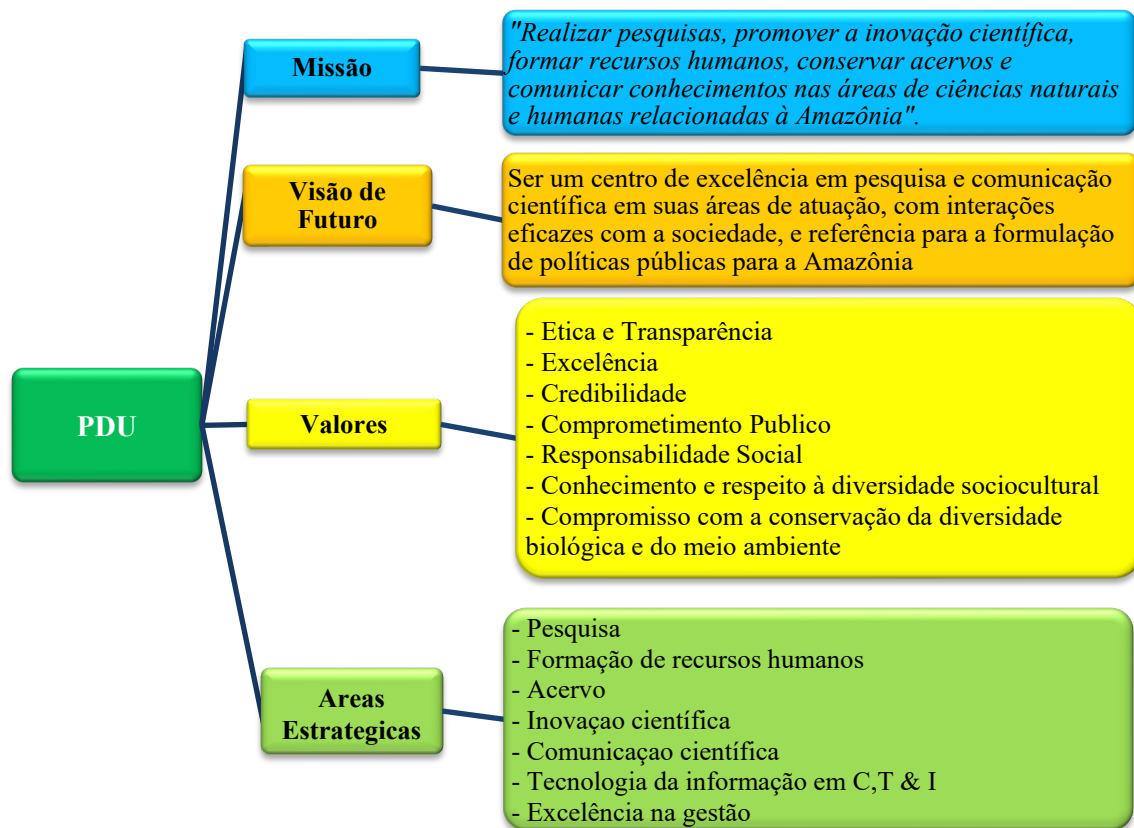 PDU
Missão
"Realizar pesquisas, promover a inovação científica,
formar recursos humanos, conservar acervos e
comunicar conhecimentos nas áreas de ciências naturais
e humanas relacionadas à Amazônia".
Visão de
Futuro
Ser um centro de excelência em pesquisa e comunicação
científica em suas áreas de atuação, com interações
eficazes com a sociedade, e referência para a formulação
de políticas públicas para a Amazônia
Valores
- Etica e Transparência
- Excelência
- Credibilidade
- Comprometimento Publico
- Responsabilidade Social
- Conhecimento e respeito à diversidade sociocultural
- Compromisso com a conservação da diversidade
biológica e do meio ambiente
Areas
Estrategicas
- Pesquisa
- Formação de recursos humanos
- Acervo
- Inovaçao científica
- Comunicaçao científica
- Tecnologia da informação em C,T & I
- Excelência na gestão